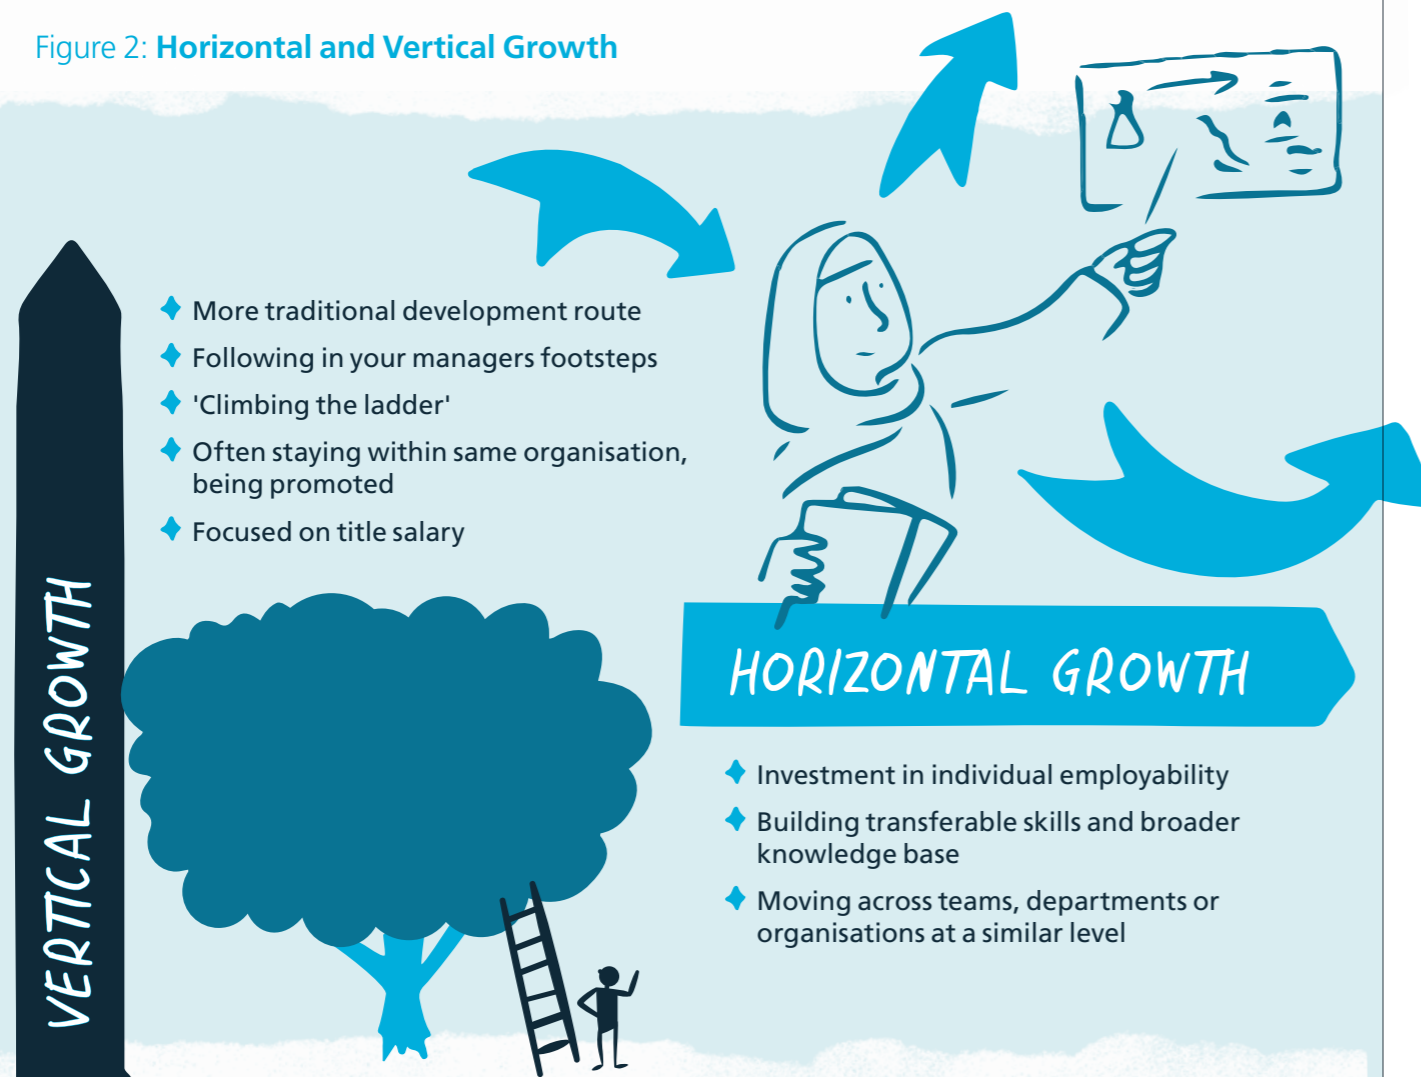 Figure 2: Horizontal and Vertical Growth
More traditional development route
Following in your managers footsteps
'Climbing the ladder'
Often staying within same organisation,
being promoted
Focused on title salary
VERTICAL GROWTH
HORIZONTAL GROWTH
Investment in individual employability
Building transferable skills and broader
knowledge base
Moving across teams, departments or
organisations at a similar level